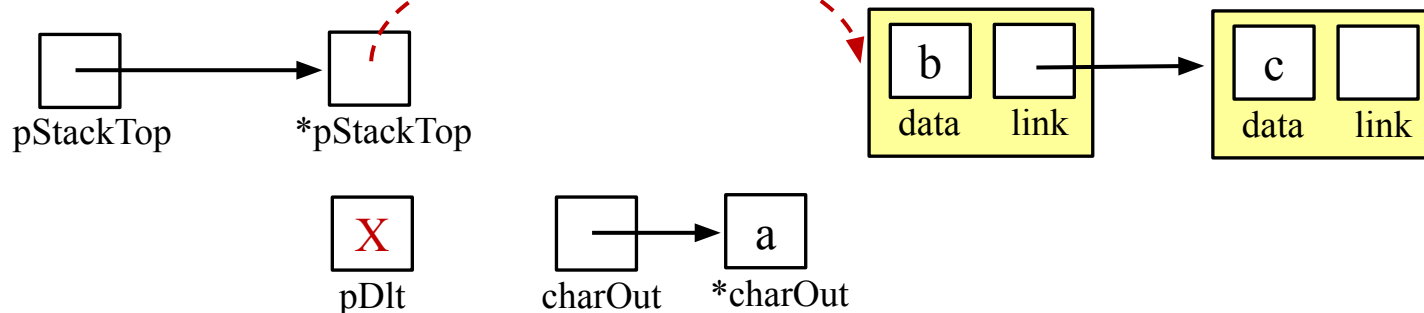 b
c
data link
data link
pStackTop
*pStackTop
X
a
pDlt
charOut
*charOut